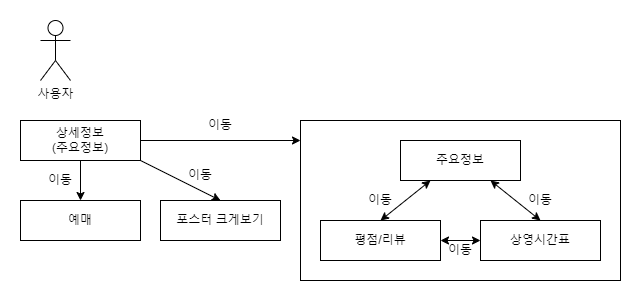 사용자
상세정보
(주요정보)
이동
이동
이동
예매
포스터 크게보기
주요정보
이동
이동
평점/리뷰
이동
상영시간표